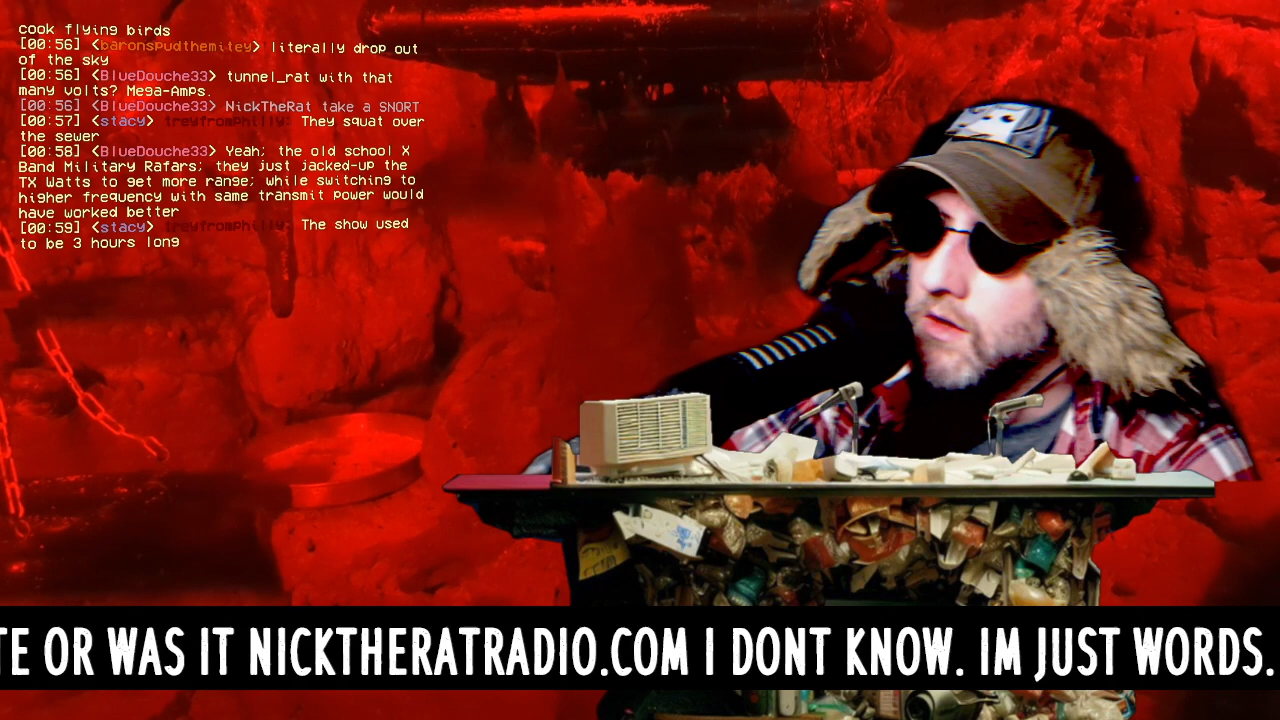 cook flying birds
[00:56] <baronspudthemitey> literally drop out
of the sky
[00:56] <BlueDouche33> tunnel_rat with that
many volts? Mega-Amps.
[00:56] <BlueDouche33> NickTheRat take a SNORT
[00:57] <stacy> treyfromphilly: They squat over
the sewer
[00:58] <BlueDouche33> Yeah; the old school X
Band Military Rafars; they just jacked-up the
TX Watts to get more range; while switching to
higher frequency with same transmit power would
have worked better
[00:59] <stacy> treyfromphilly: The show used
to be 3 hours long
TE OR WAS IT NICKTHERATRADIO.COM I DONT KNOW. IM JUST WORDS.